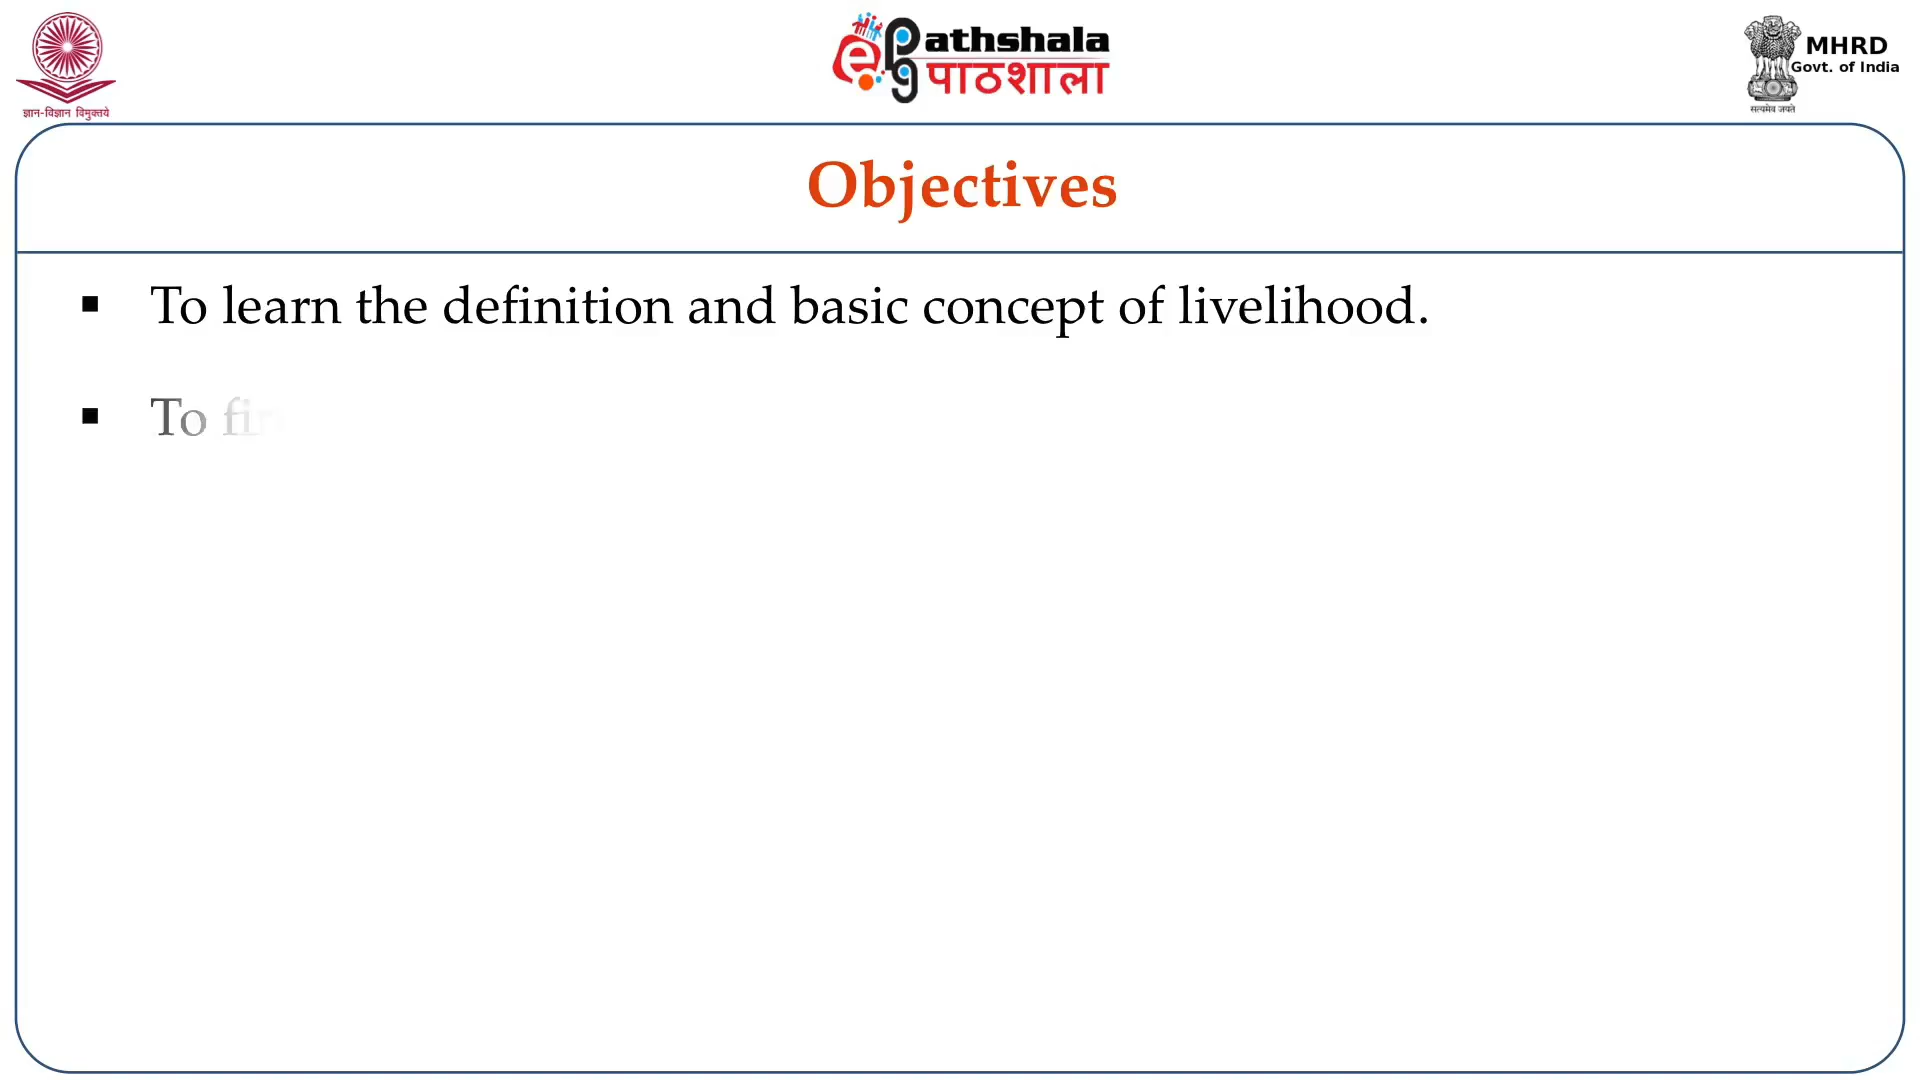 ज्ञान-विज्ञान विमुक्तये
ePathshala
पाठशाला
MHRD
Govt. of India
सत्यमेव जयते
Objectives
▪ To learn the definition and basic concept of livelihood.
▪ To